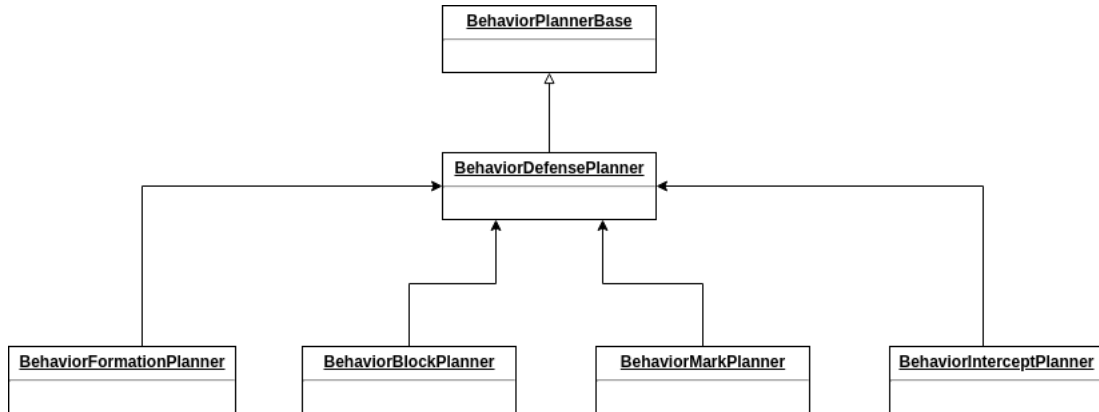 BehaviorPlannerBase
BehaviorDefensePlanner
BehaviorFormationPlanner
BehaviorBlockPlanner
BehaviorMarkPlanner
BehaviorInterceptPlanner